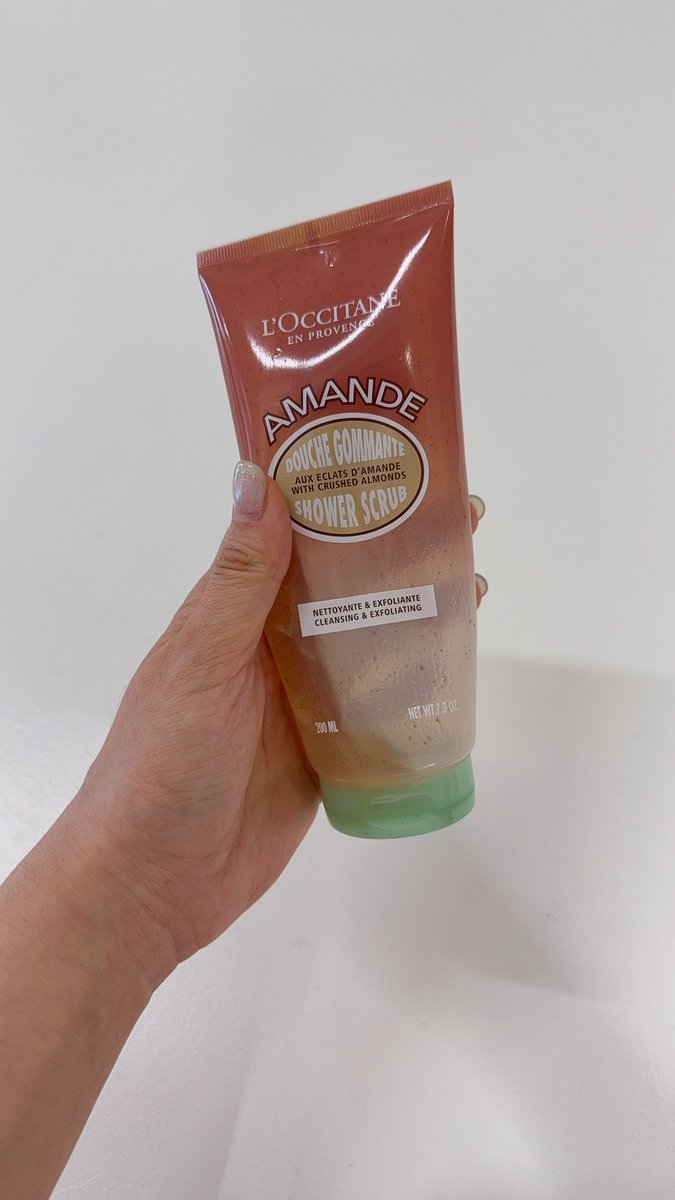 L'OCCITANE
EN PROVENCE
AMANDE
DOUCHE GOMMANTE
AUX ECLATS D'AMANDE
WITH CRUSHED ALMONDS
SHOWER SCRUB
NETTOYANTE & EXFOLIANTE
CLEANSING & EXFOLIATING
200 ML
NET WT.7.3 OZ.